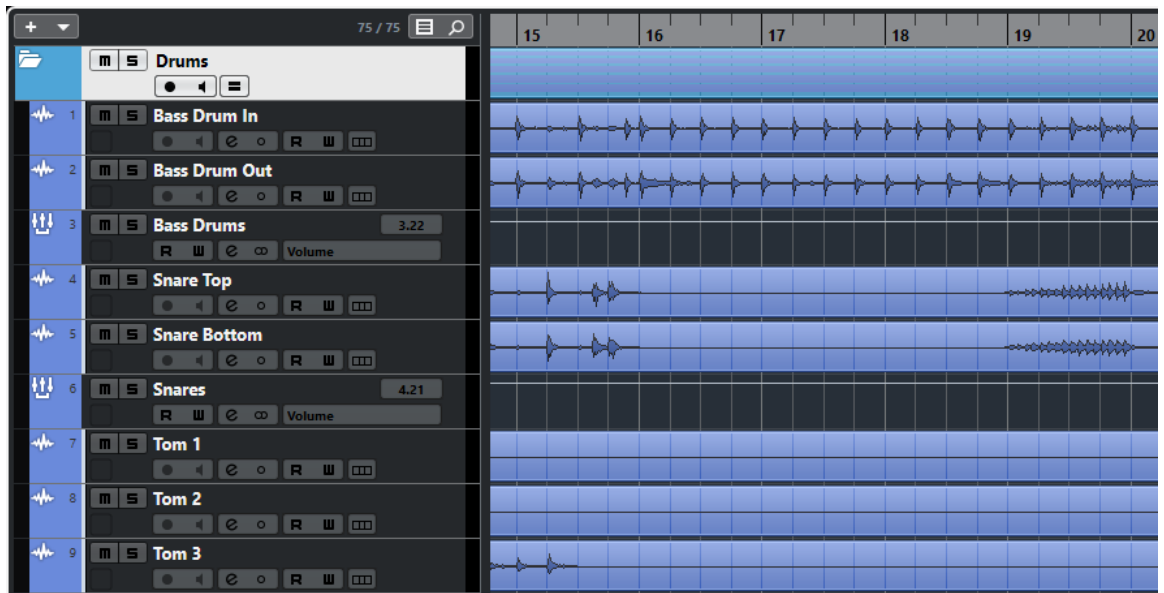 + 75 / 75 15 16 17 18 19 20
m S Drums
1 m S Bass Drum In
e R W
2 m S Bass Drum Out
e R W
3 m S Bass Drums 3.22
R W e Volume
4 m S Snare Top
e R W
5 m S Snare Bottom
e R W
6 m S Snares 4.21
R W e Volume
7 m S Tom 1
e R W
8 m S Tom 2
e R W
9 m S Tom 3
e R W